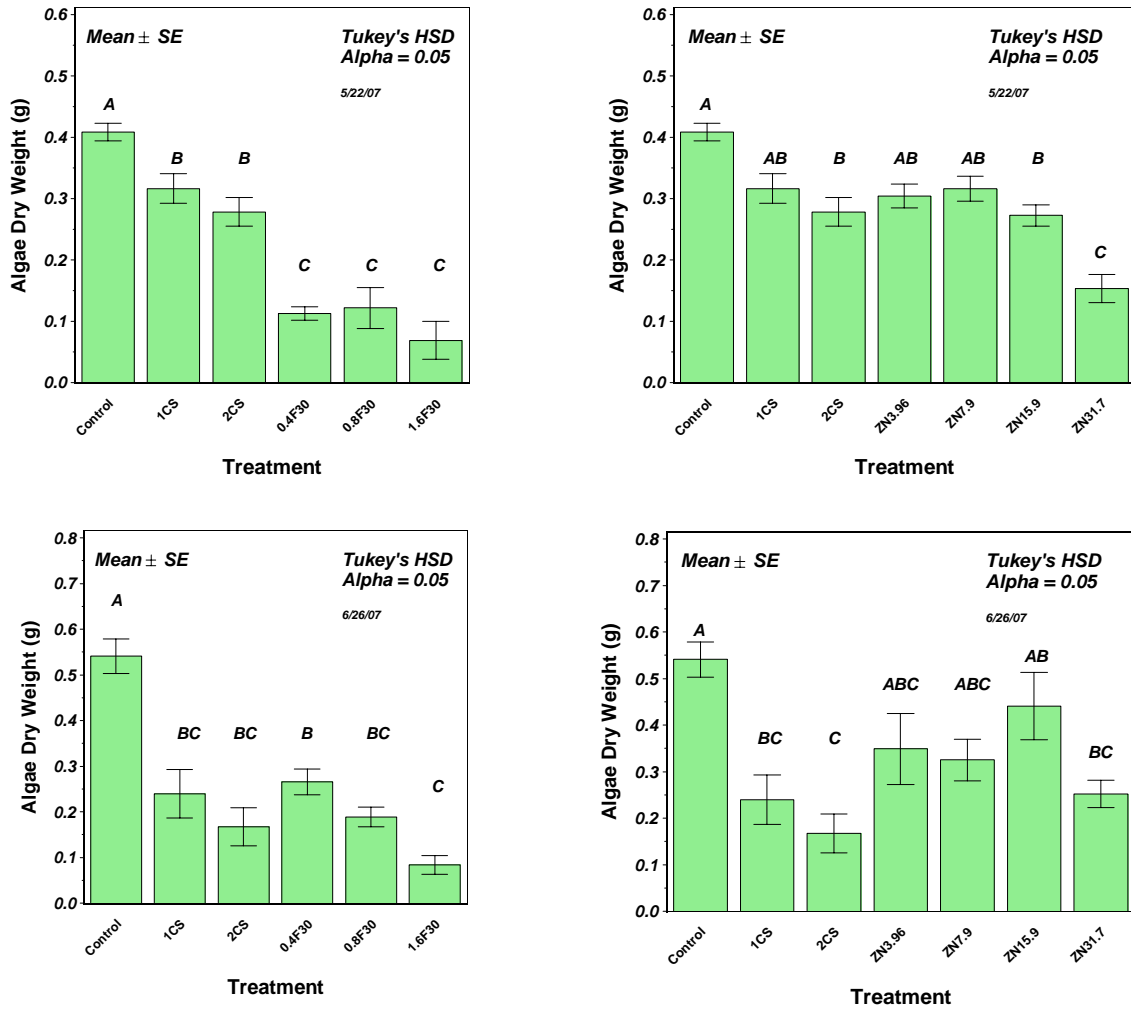 0.6
Mean ± SE
Tukey's HSD
Alpha = 0.05
0.5
5/22/07
A
0.4
B
B
0.3
0.2
C
C
C
0.1
0.0
Control
1CS
2CS
0.4F30
0.8F30
1.6F30
Algae Dry Weight (g)
Treatment
0.6
Mean ± SE
Tukey's HSD
Alpha = 0.05
0.5
5/22/07
A
0.4
AB
B
AB
AB
B
0.3
0.2
C
0.1
0.0
Control
1CS
2CS
ZN3.96
ZN7.9
ZN15.9
ZN31.7
Algae Dry Weight (g)
Treatment
0.8
Mean ± SE
Tukey's HSD
Alpha = 0.05
0.7
A
6/26/07
0.6
0.5
0.4
BC
BC
B
BC
0.3
C
0.2
0.1
0.0
Control
1CS
2CS
0.4F30
0.8F30
1.6F30
Algae Dry Weight (g)
Treatment
0.8
Mean ± SE
Tukey's HSD
Alpha = 0.05
0.7
6/26/07
0.6
A
AB
0.5
ABC
ABC
0.4
BC
C
BC
0.3
0.2
0.1
0.0
Control
1CS
2CS
ZN3.96
ZN7.9
ZN15.9
ZN31.7
Algae Dry Weight (g)
Treatment